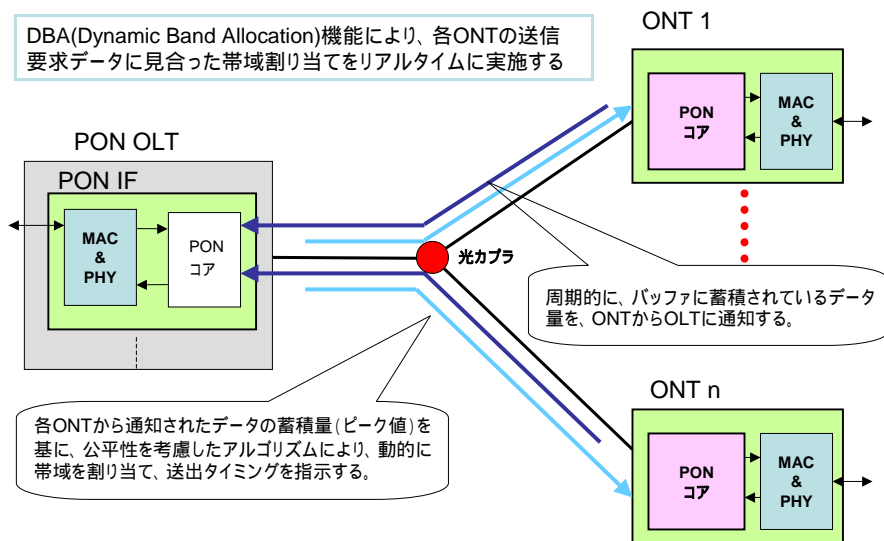 DBA(Dynamic Band Allocation)機能により、各ONTの送信
要求データに見合った帯域割り当てをリアルタイムに実施する
ONT 1
PON
コア
MAC
&
PHY
PON OLT
PON IF
MAC
&
PHY
PON
コア
光カプラ
周期的に、バッファに蓄積されているデータ
量を、ONTからOLTに通知する。
各ONTから通知されたデータの蓄積量(ピーク値)を
基に、公平性を考慮したアルゴリズムにより、動的に
帯域を割り当て、送出タイミングを指示する。
ONT n
PON
コア
MAC
&
PHY